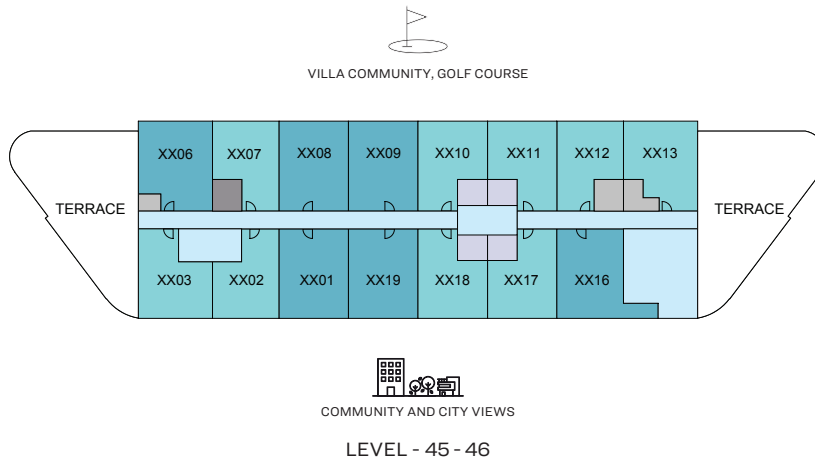 VILLA COMMUNITY, GOLF COURSE
XX06 XX07 XX08 XX09 XX10 XX11 XX12 XX13
TERRACE TERRACE
XX03 XX02 XX01 XX19 XX18 XX17 XX16
COMMUNITY AND CITY VIEWS
LEVEL - 45 - 46